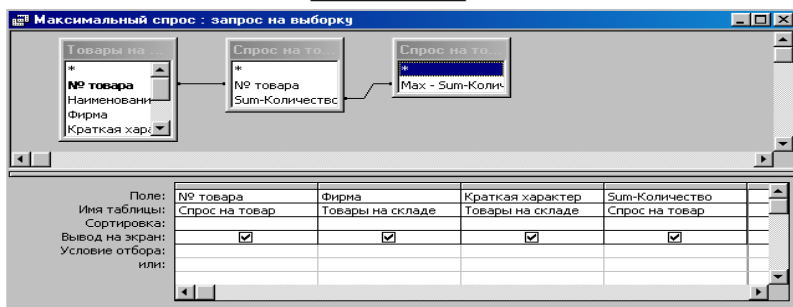 Максимальный спрос : запрос на выборку
Товары на ... Спрос на то... Спрос на то...
*
№ товара
Наименовани
Фирма
Краткая хара
*
№ товара
Sum-Количествс
*
Max - Sum-Колич
Поле: № товара Фирма Краткая характер Sum-Количество
Имя таблицы: Спрос на товар Товары на складе Товары на складе Спрос на товар
Сортировка:
Вывод на экран:
Условие отбора:
или: